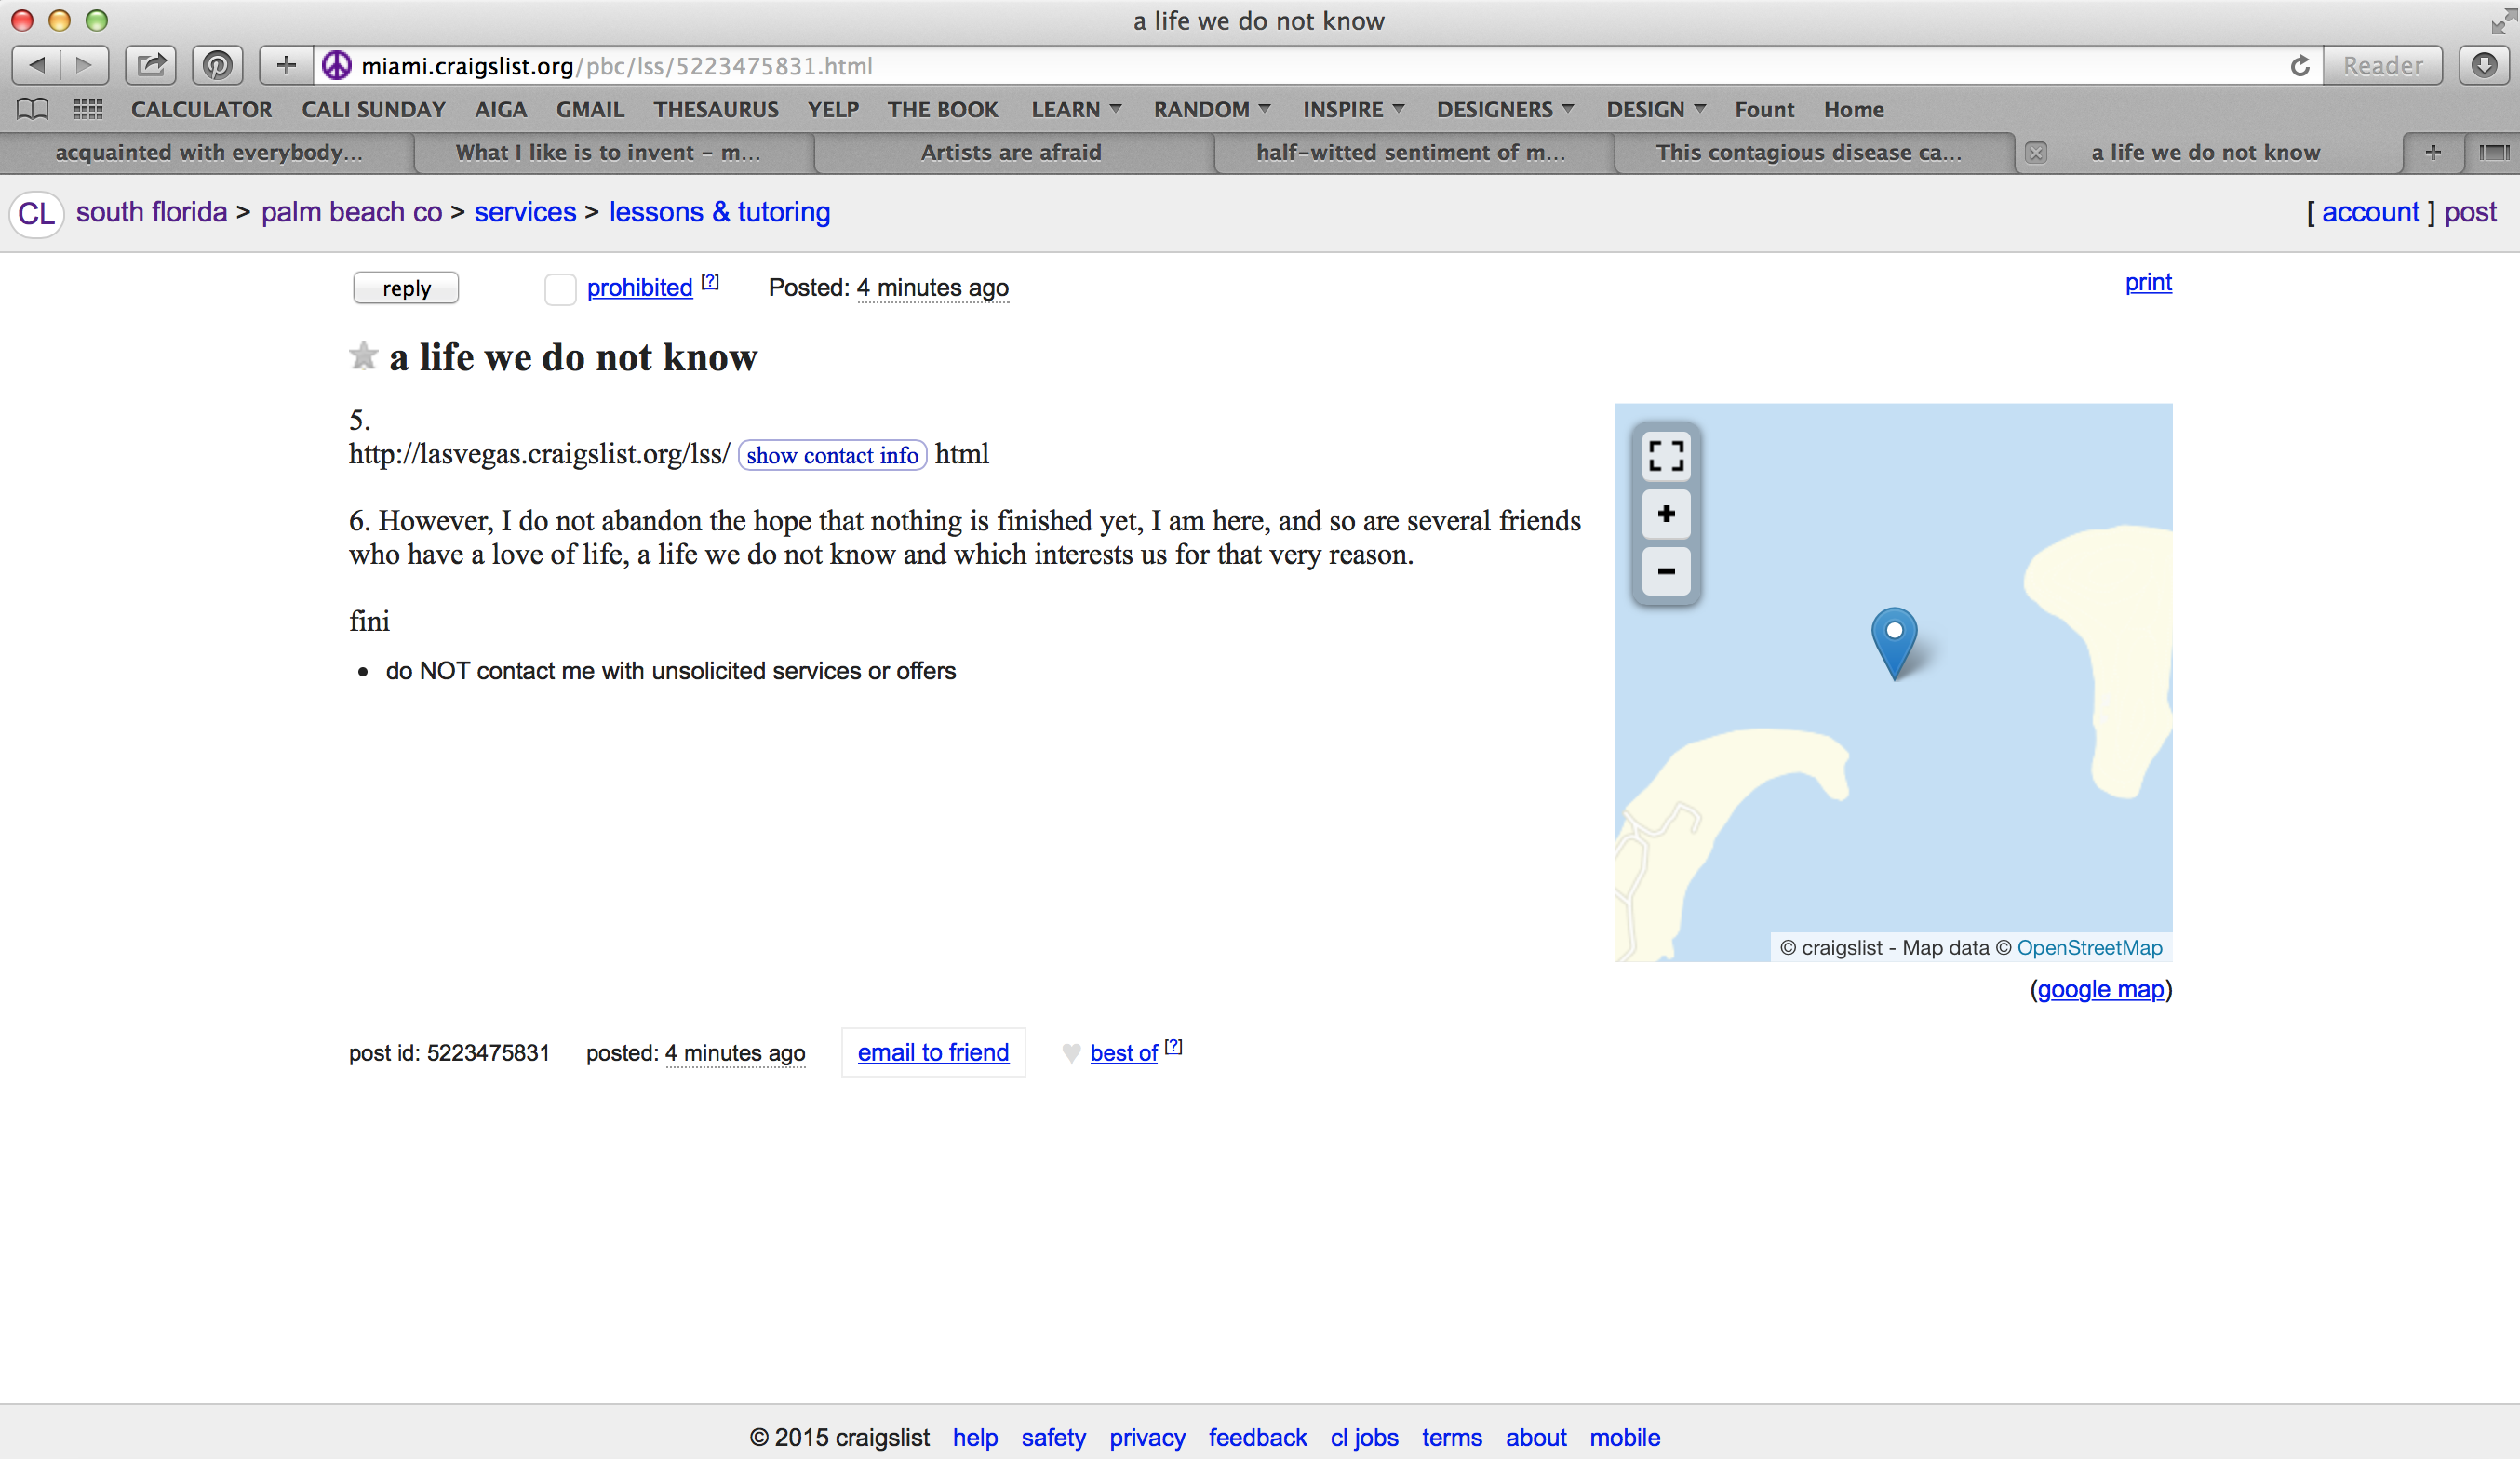 a life we do not know
miami.craigslist.org/pbc/lss/5223475831.html
Reader
CALCULATOR CALI SUNDAY AIGA GMAIL THESAURUS YELP THE BOOK LEARN RANDOM INSPIRE DESIGNERS DESIGN Fount Home
acquainted with everybody... What I like is to invent – m... Artists are afraid half-witted sentiment of m... This contagious disease ca... a life we do not know
CL south florida > palm beach co > services > lessons & tutoring [ account ] post
reply prohibited [?] Posted: 4 minutes ago print
a life we do not know
5.
http://lasvegas.craigslist.org/lss/ show contact info html
6. However, I do not abandon the hope that nothing is finished yet, I am here, and so are several friends
who have a love of life, a life we do not know and which interests us for that very reason.
fini
• do NOT contact me with unsolicited services or offers
© craigslist - Map data © OpenStreetMap
(google map)
post id: 5223475831 posted: 4 minutes ago email to friend ♥ best of [?]
© 2015 craigslist help safety privacy feedback cl jobs terms about mobile